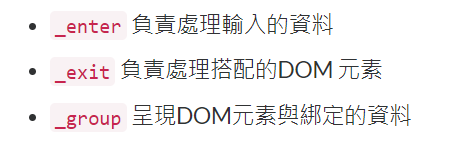 • _enter 負責處理輸入的資料
• _exit 負責處理搭配的DOM 元素
• _group 呈現DOM元素與綁定的資料